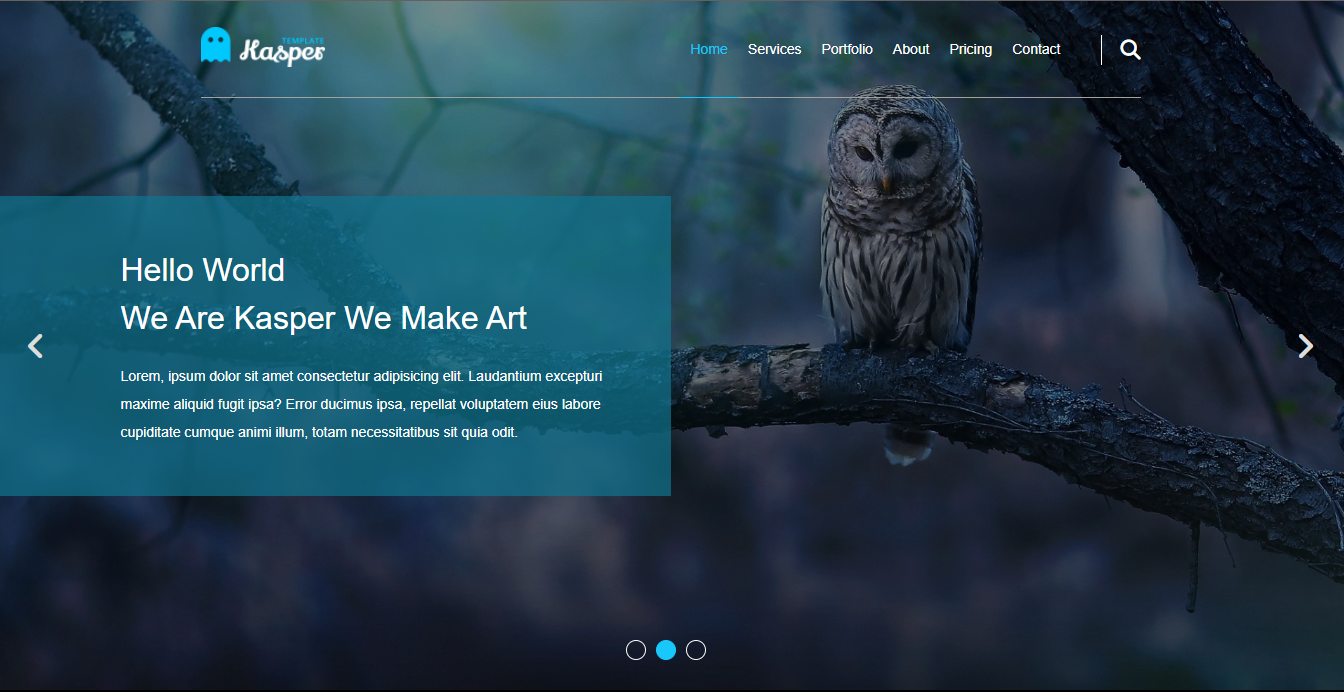 TEMPLATE
Kasper
Home Services Portfolio About Pricing Contact
Hello World
We Are Kasper We Make Art
Lorem, ipsum dolor sit amet consectetur adipisicing elit. Laudantium excepturi
maxime aliquid fugit ipsa? Error ducimus ipsa, repellat voluptatem eius labore
cupiditate cumque animi illum, totam necessitatibus sit quia odit.